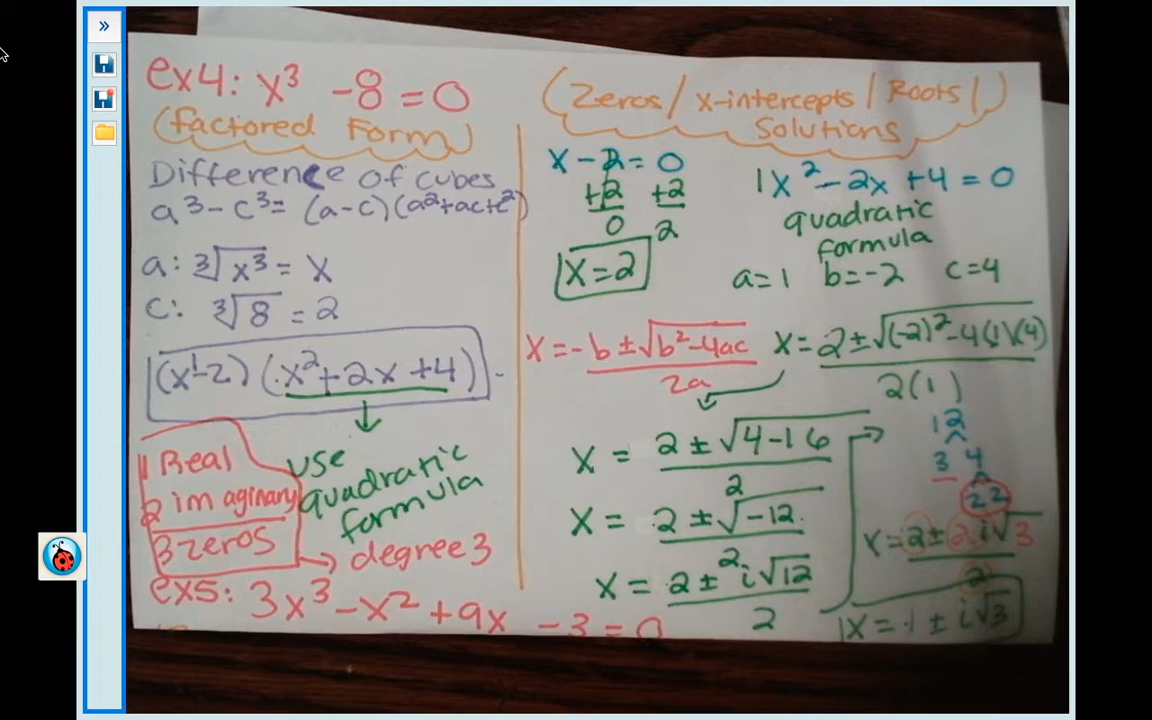 »
ex4: x³ - 8 = 0
(factored Form)
Difference of cubes
a³ - c³ = (a-c)(a²+ac+c²)
a: ∛x³ = x
c: ∛8 = 2
(x¹-2)(x²+2x+4)
1 Real
2 imaginary
3 zeros
→ degree 3
use
quadratic
formula
ex5: 3x³ - x² + 9x - 3 = 0
(Zeros / x-intercepts / Roots /)
Solutions
x - 2 = 0
+2 +2
0 2
x = 2
1x² - 2x + 4 = 0
quadratic
formula
a=1 b=-2 c=4
x = -b ± √b²-4ac
2a
x = 2 ± √(-2)²-4(1)(4)
2(1)
x = 2 ± √4-16
2
x = 2 ± √-12
2
x = 2 ± i√12
2
12
3 4
2 2
x = 2 ± 2i√3
2
x = 1 ± i√3